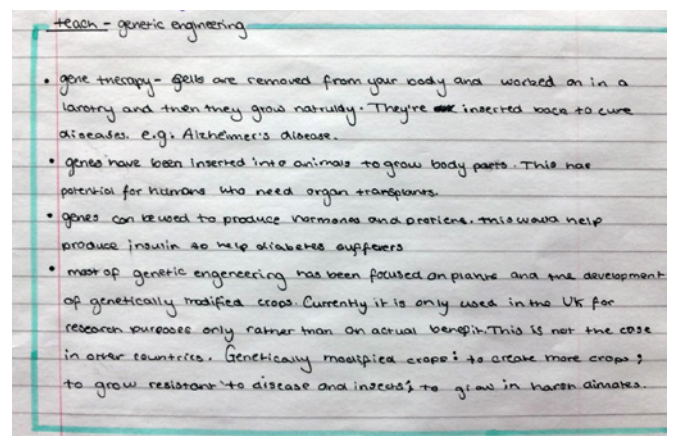 teach - genetic engineering
• gene therapy - cells are removed from your body and worked on in a
larotry and then they grow natruldy. They're inserted back to cure
diseases. e.g. Alzheimer's disease.
• genes have been inserted into animals to grow body parts. This has
potential for humans who need organ transplants.
• genes can be used to produce hormones and protiens. this would help
produce insulin to help diabetes sufferers
• most of genetic engeneering has been focused on plants and the development
of genetically modified crops. Currently it is only used in the UK for
research purposes only rather than on actual benefit. This is not the case
in other countries. Genetically modified crops: to create more crops;
to grow resistant to disease and insects; to grow in harsh climates.